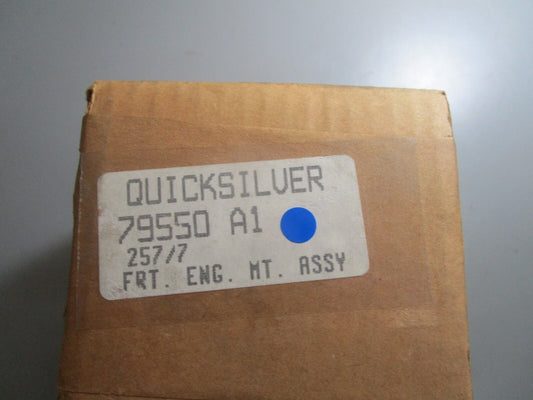 QUICKSILVER
79550 A1
257/7
FRT. ENG. MT. ASSY